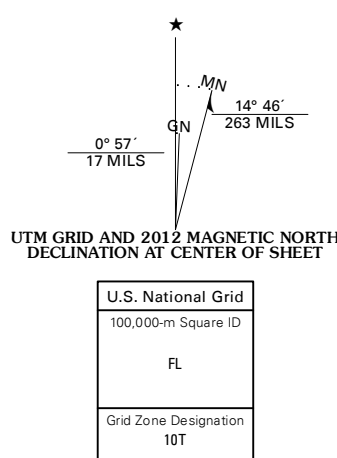 ★
MN
14° 46´
263 MILS
GN
0° 57´
17 MILS
UTM GRID AND 2012 MAGNETIC NORTH
DECLINATION AT CENTER OF SHEET
U.S. National Grid
100,000-m Square ID
FL
Grid Zone Designation
10T